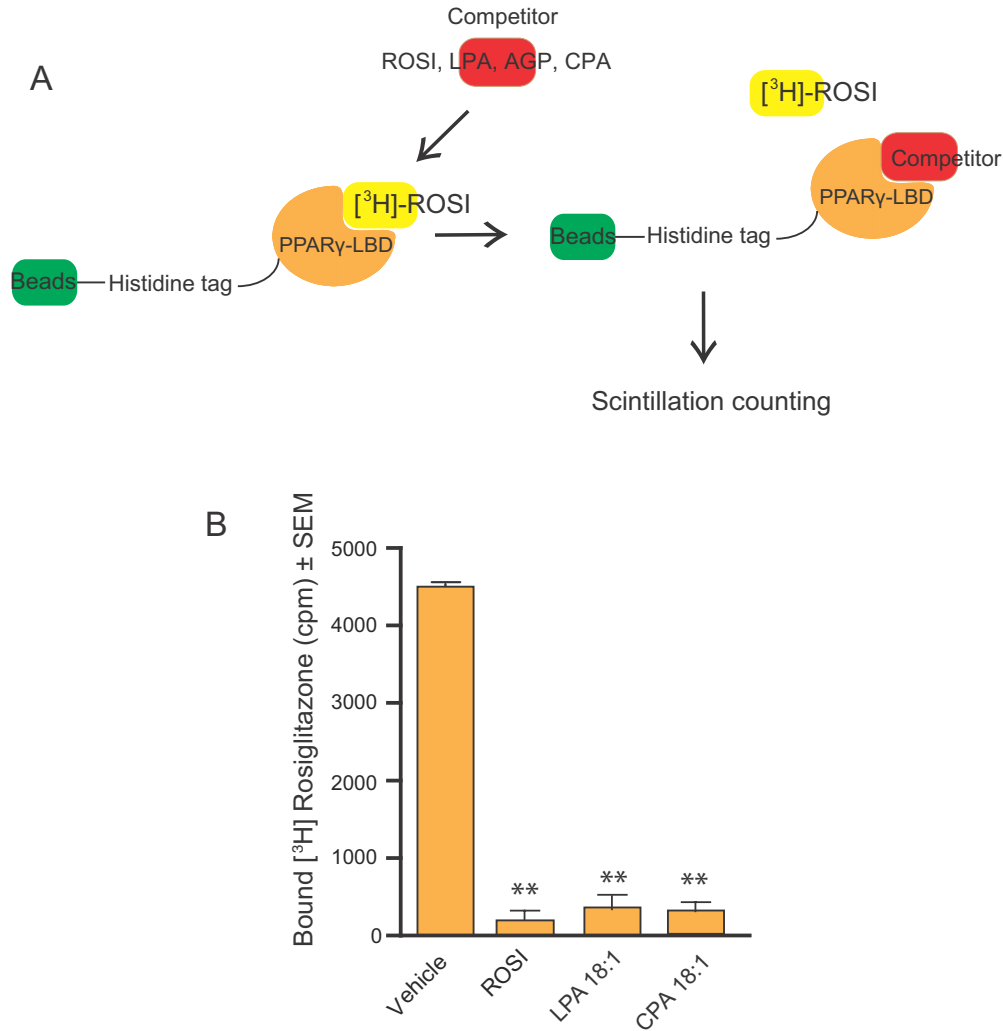 A
Competitor
ROSI, LPA, AGP, CPA
[³H]-ROSI
Competitor
PPARγ-LBD
[³H]-ROSI
PPARγ-LBD
Beads
Histidine tag
Beads
Histidine tag
Scintillation counting
B
Bound [³H] Rosiglitazone (cpm) ± SEM
5000
4000
3000
2000
1000
0
**
**
**
Vehicle
ROSI
LPA 18:1
CPA 18:1